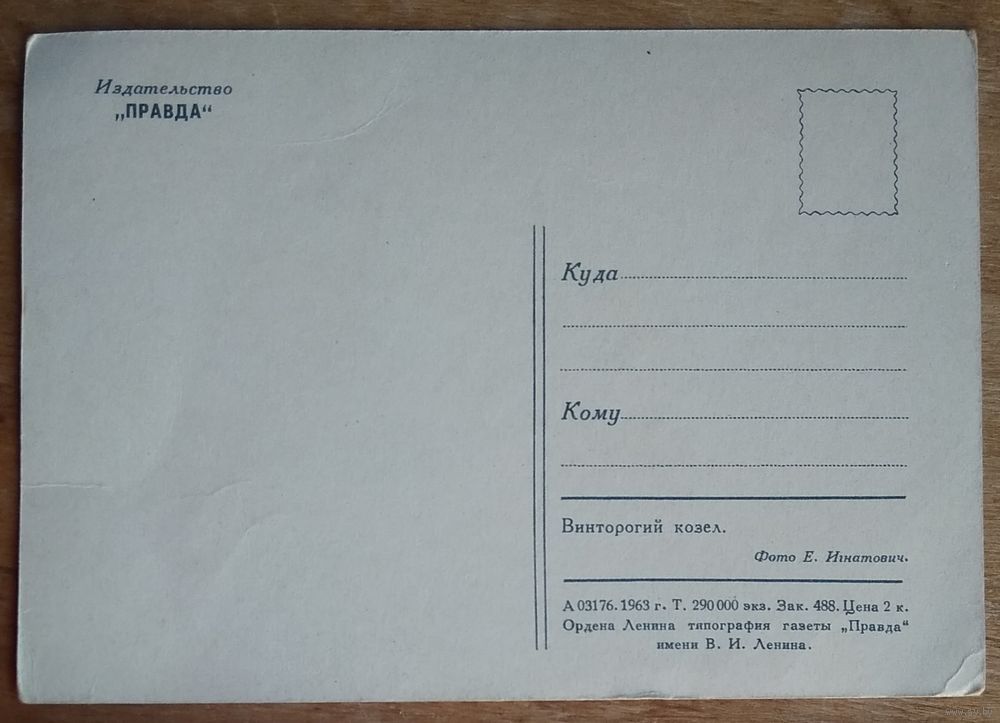 Издательство
„ПРАВДА“
Куда
Кому
Винторогий козел.
Фото Е. Игнатович.
А 03176. 1963 г. Т. 290 000 экз. Зак. 488. Цена 2 к.
Ордена Ленина типография газеты „Правда“
имени В. И. Ленина.